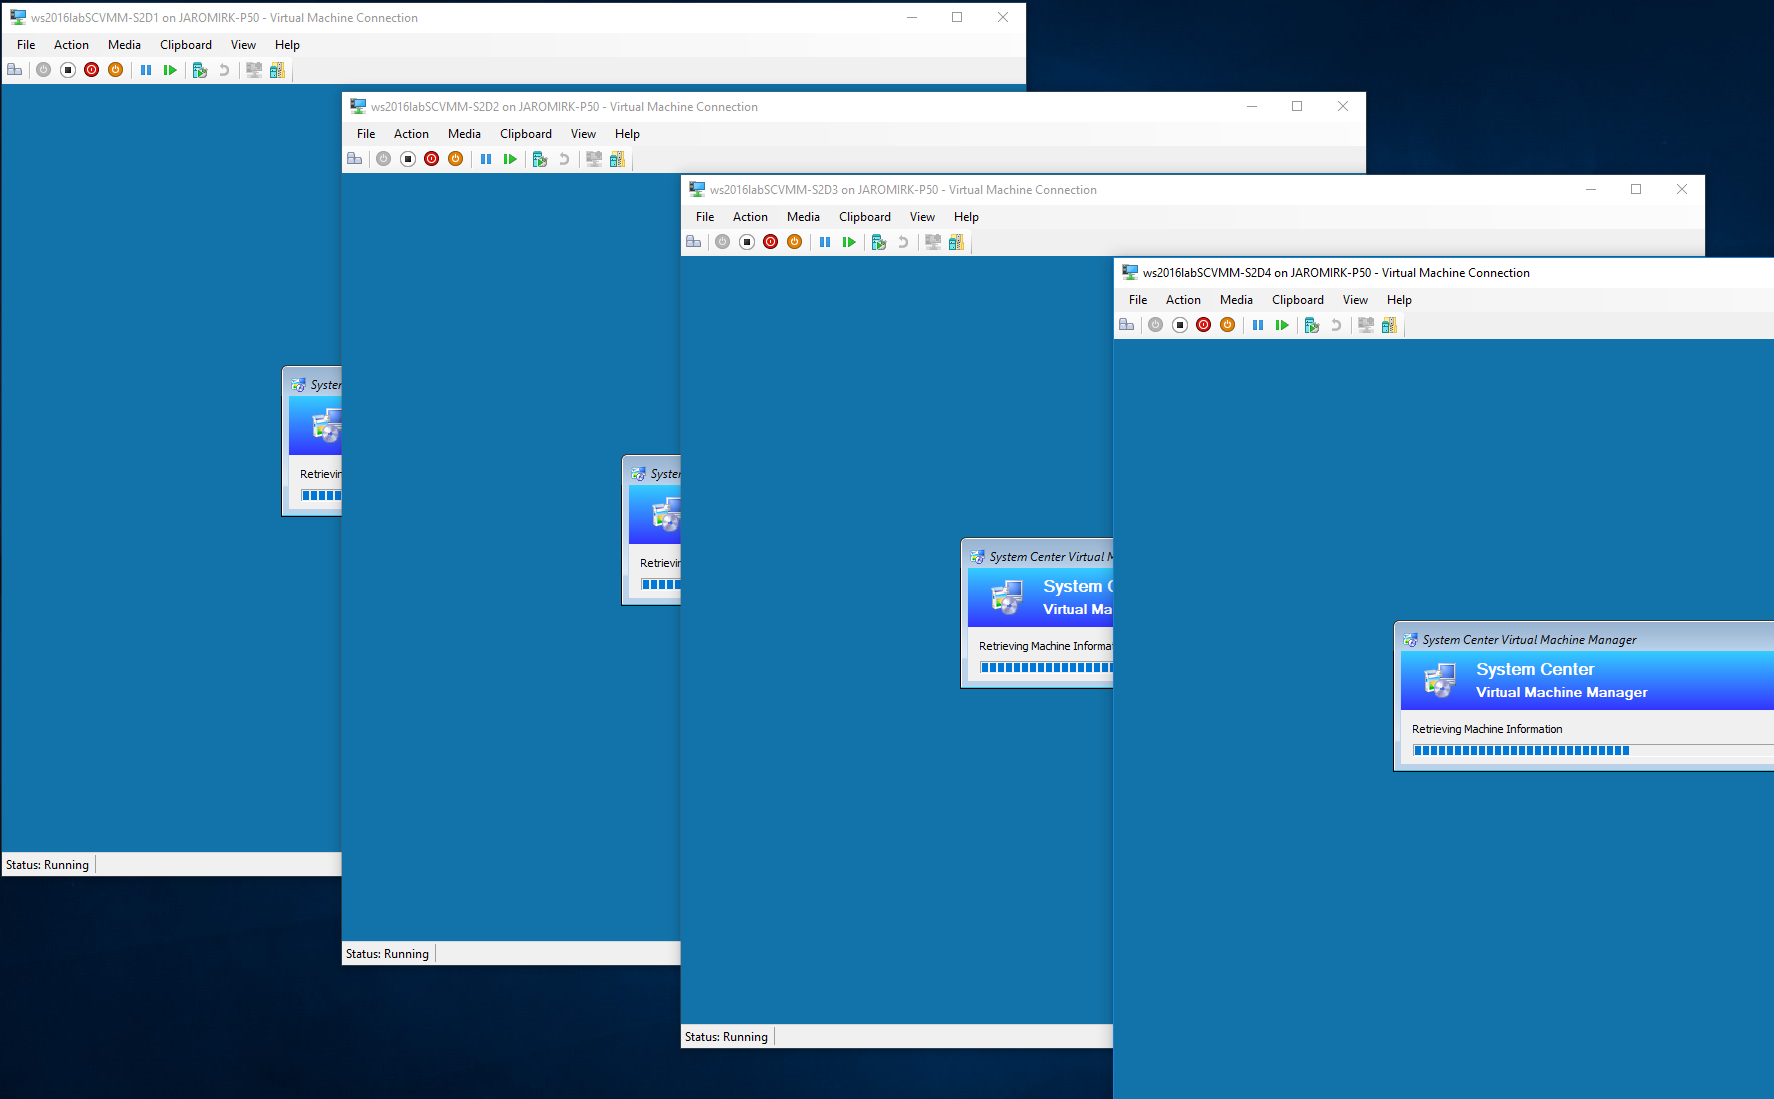 ws2016labSCVMM-S2D1 on JAROMIRK-P50 - Virtual Machine Connection
File Action Media Clipboard View Help
System
Retrievin
Status: Running
ws2016labSCVMM-S2D2 on JAROMIRK-P50 - Virtual Machine Connection
File Action Media Clipboard View Help
System
Retrievin
Status: Running
ws2016labSCVMM-S2D3 on JAROMIRK-P50 - Virtual Machine Connection
File Action Media Clipboard View Help
System Center Virtual M
System C
Virtual Ma
Retrieving Machine Informa
Status: Running
ws2016labSCVMM-S2D4 on JAROMIRK-P50 - Virtual Machine Connection
File Action Media Clipboard View Help
System Center Virtual Machine Manager
System Center
Virtual Machine Manager
Retrieving Machine Information